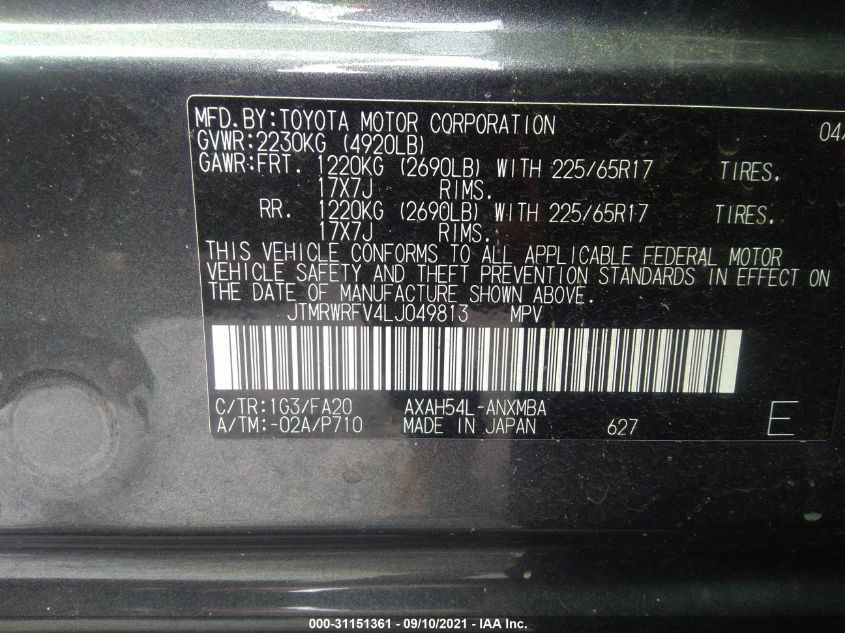 MFD.BY:TOYOTA MOTOR CORPORATION 04/
GVWR:2230KG (4920LB)
GAWR:FRT. 1220KG (2690LB) WITH 225/65R17 TIRES.
17X7J RIMS.
RR. 1220KG (2690LB) WITH 225/65R17 TIRES.
17X7J RIMS.
THIS VEHICLE CONFORMS TO ALL APPLICABLE FEDERAL MOTOR
VEHICLE SAFETY AND THEFT PREVENTION STANDARDS IN EFFECT ON
THE DATE OF MANUFACTURE SHOWN ABOVE.
JTMRWRFV4LJ049813 MPV
C/TR:1G3/FA20 AXAH54L-ANXMBA
A/TM:-02A/P710 MADE IN JAPAN 627 E
000-31151361 - 09/10/2021 - IAA Inc.